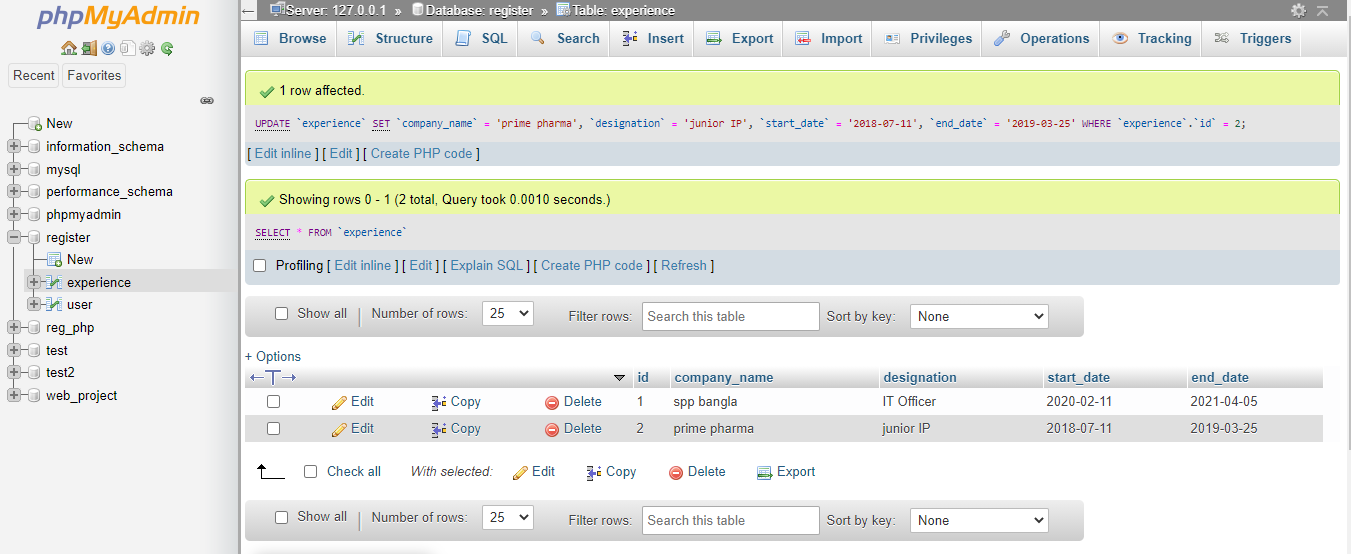 phpMyAdmin
Recent Favorites
New
information_schema
mysql
performance_schema
phpmyadmin
register
New
experience
user
reg_php
test
test2
web_project
Server: 127.0.0.1 » Database: register » Table: experience
Browse Structure SQL Search Insert Export Import Privileges Operations Tracking Triggers
1 row affected.
UPDATE `experience` SET `company_name` = 'prime pharma', `designation` = 'junior IP', `start_date` = '2018-07-11', `end_date` = '2019-03-25' WHERE `experience`.`id` = 2;
[ Edit inline ] [ Edit ] [ Create PHP code ]
Showing rows 0 - 1 (2 total, Query took 0.0010 seconds.)
SELECT * FROM `experience`
Profiling [ Edit inline ] [ Edit ] [ Explain SQL ] [ Create PHP code ] [ Refresh ]
Show all | Number of rows: 25 Filter rows: Search this table Sort by key: None
+ Options
←T→ id company_name designation start_date end_date
Edit Copy Delete 1 spp bangla IT Officer 2020-02-11 2021-04-05
Edit Copy Delete 2 prime pharma junior IP 2018-07-11 2019-03-25
Check all With selected: Edit Copy Delete Export
Show all | Number of rows: 25 Filter rows: Search this table Sort by key: None